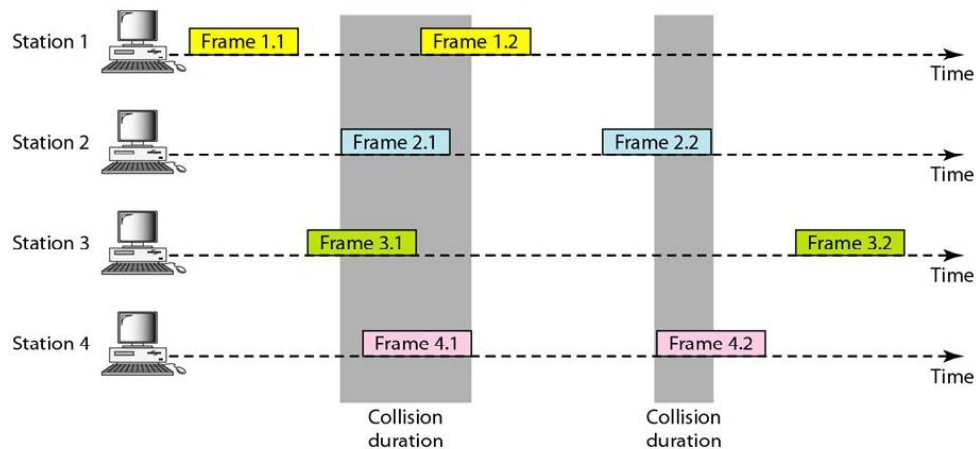 Station 1
Frame 1.1
Frame 1.2
Time
Station 2
Frame 2.1
Frame 2.2
Time
Station 3
Frame 3.1
Frame 3.2
Time
Station 4
Frame 4.1
Frame 4.2
Time
Collision
duration
Collision
duration